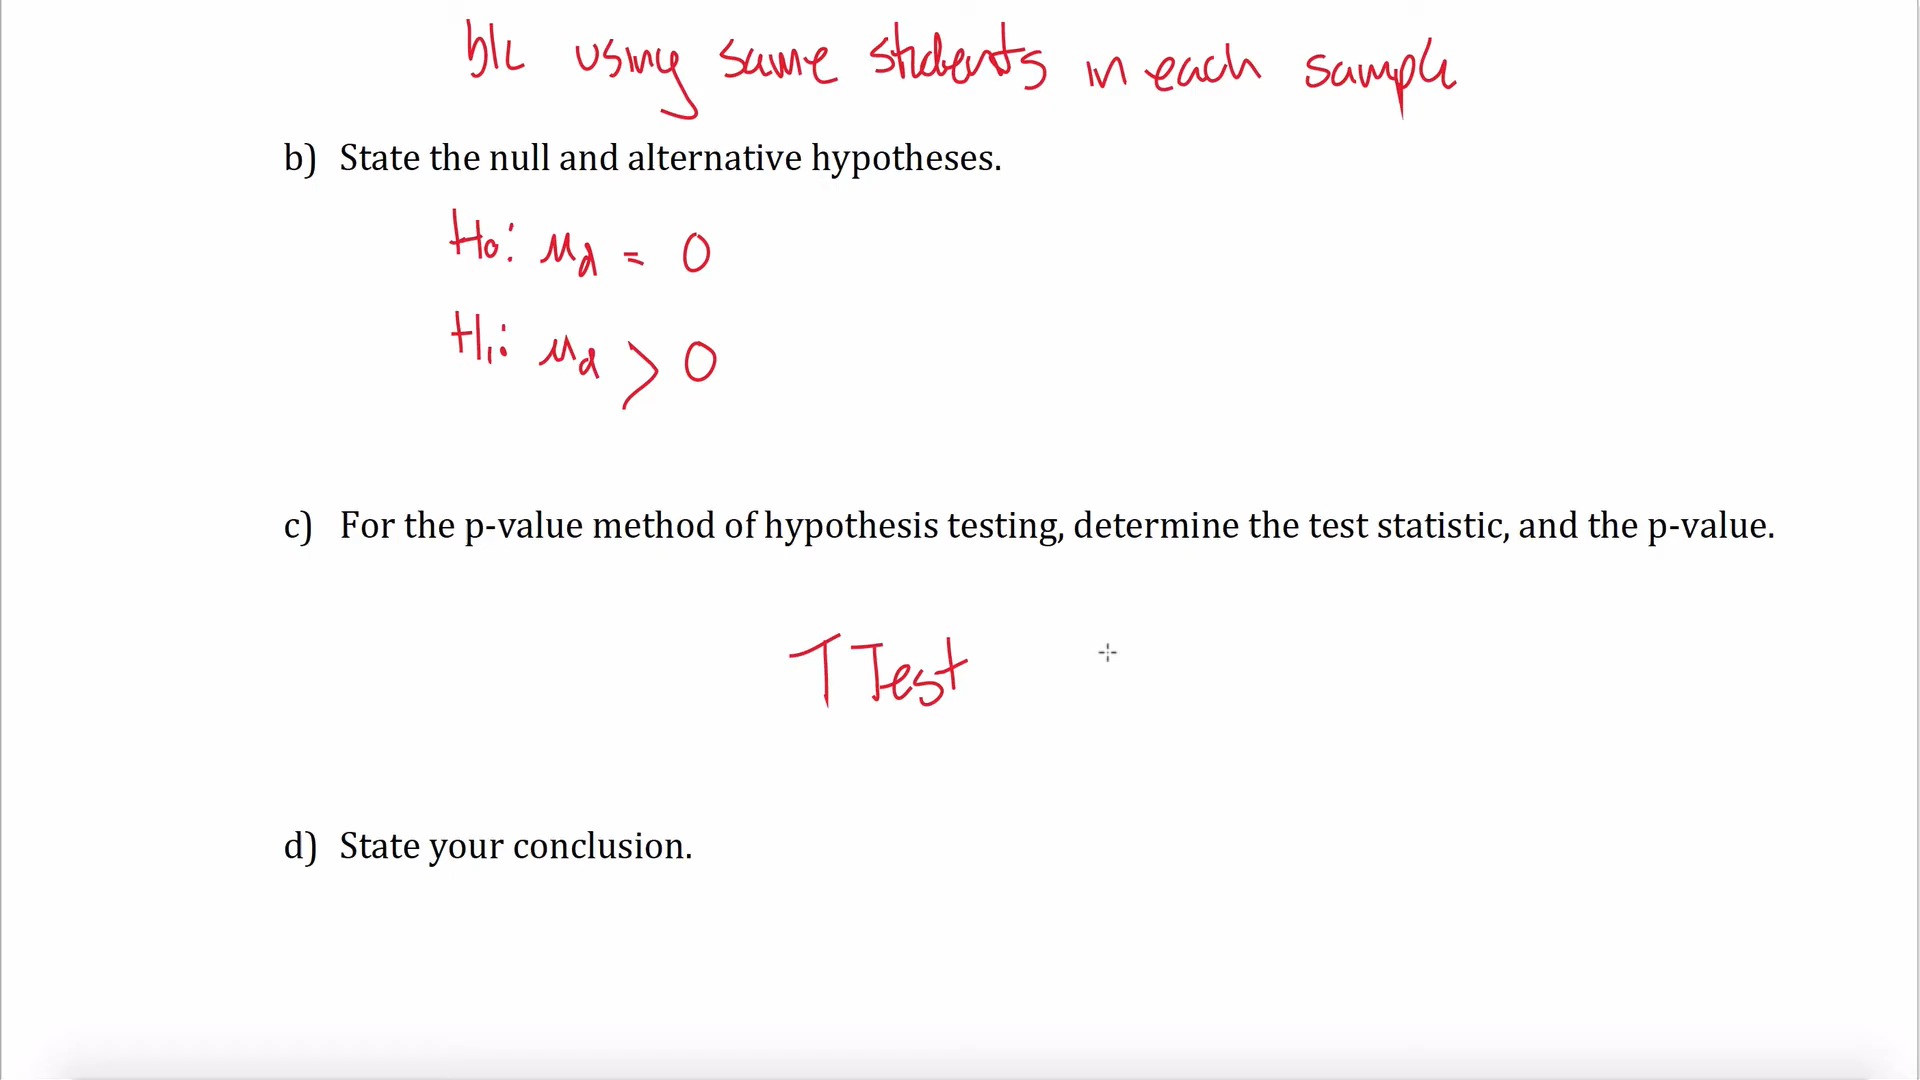 b/c using same students in each sample
b) State the null and alternative hypotheses.
H₀: μd = 0
H₁: μd > 0
c) For the p-value method of hypothesis testing, determine the test statistic, and the p-value.
T Test
d) State your conclusion.